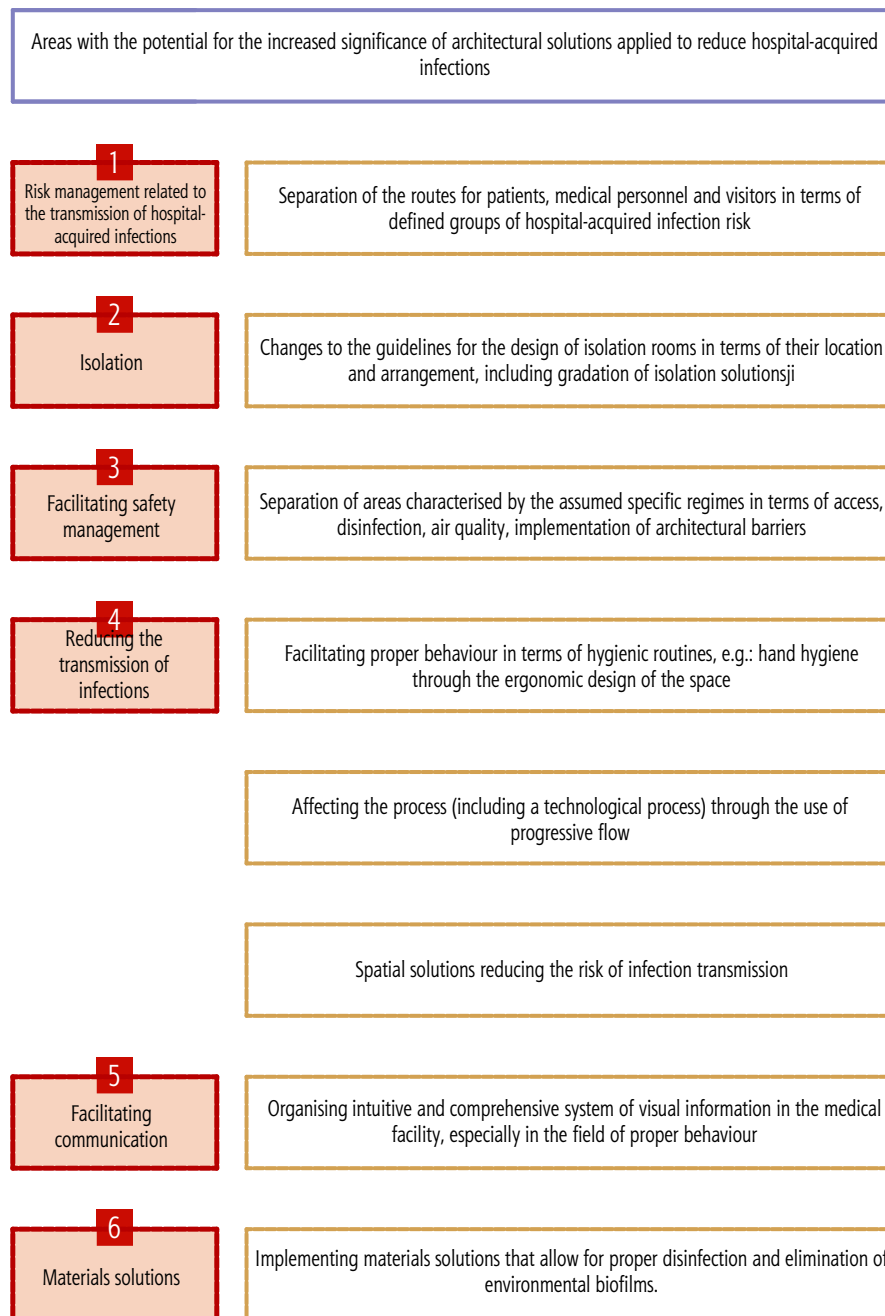 Areas with the potential for the increased significance of architectural solutions applied to reduce hospital-acquired
infections
1
Risk management related to
the transmission of hospital-
acquired infections
Separation of the routes for patients, medical personnel and visitors in terms of
defined groups of hospital-acquired infection risk
2
Isolation
Changes to the guidelines for the design of isolation rooms in terms of their location
and arrangement, including gradation of isolation solutionsji
3
Facilitating safety
management
Separation of areas characterised by the assumed specific regimes in terms of access,
disinfection, air quality, implementation of architectural barriers
4
Reducing the
transmission of
infections
Facilitating proper behaviour in terms of hygienic routines, e.g.: hand hygiene
through the ergonomic design of the space
Affecting the process (including a technological process) through the use of
progressive flow
Spatial solutions reducing the risk of infection transmission
5
Facilitating
communication
Organising intuitive and comprehensive system of visual information in the medical
facility, especially in the field of proper behaviour
6
Materials solutions
Implementing materials solutions that allow for proper disinfection and elimination of
environmental biofilms.